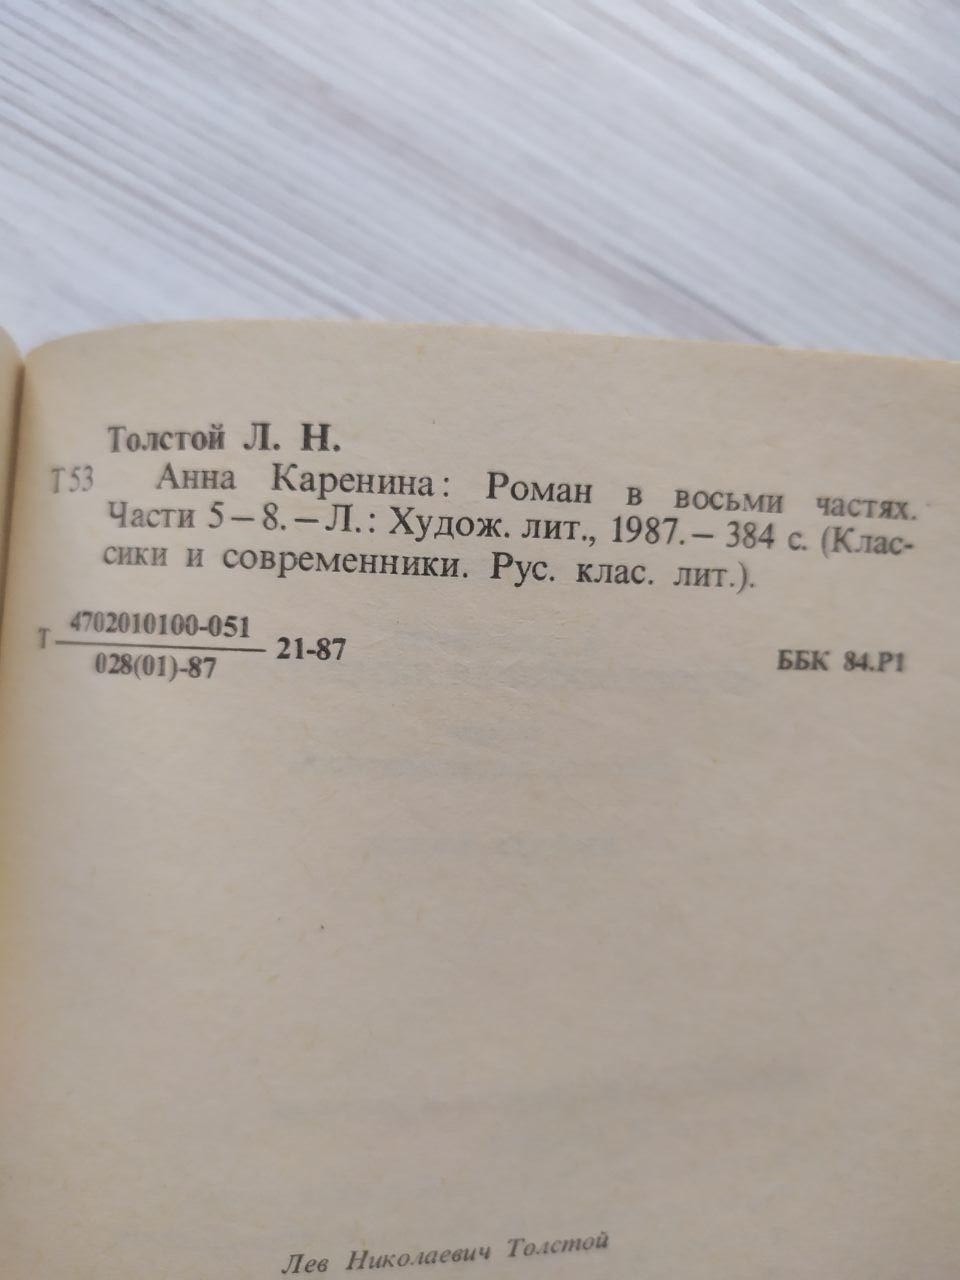 Толстой Л. Н.
Т53 Анна Каренина: Роман в восьми частях.
Части 5—8.—Л.: Худож. лит., 1987.— 384 с. (Клас-
сики и современники. Рус. клас. лит.).
4702010100-051
Т 21-87
028(01)-87
ББК 84.Р1
Лев Николаевич Толстой